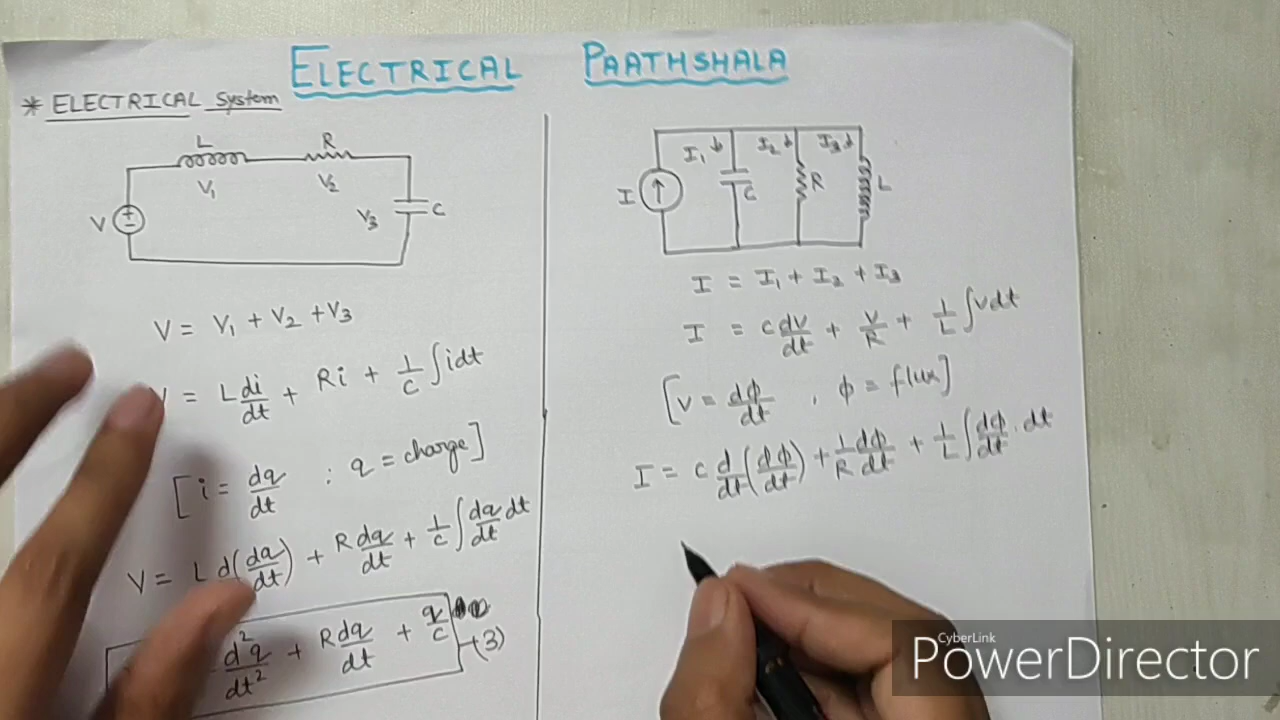 ELECTRICAL PAATHSHALA
* ELECTRICAL System
L
R
V₁
V₂
V
V₃
C
V = V₁ + V₂ + V₃
= L di/dt + Ri + 1/C ∫ i dt
[i = dq/dt : q = charge]
V = L d(dq/dt) + R dq/dt + 1/C ∫ dq/dt dt
d²q/dt² + R dq/dt + q/C —(3)
I₁ ↓
I₂ ↓
I₃ ↓
I
C
R
L
I = I₁ + I₂ + I₃
I = C dV/dt + V/R + 1/L ∫ V dt
[V = dϕ/dt , ϕ = flux]
I = C d/dt (dϕ/dt) + 1/R dϕ/dt + 1/L ∫ dϕ/dt . dt
CyberLink
PowerDirector